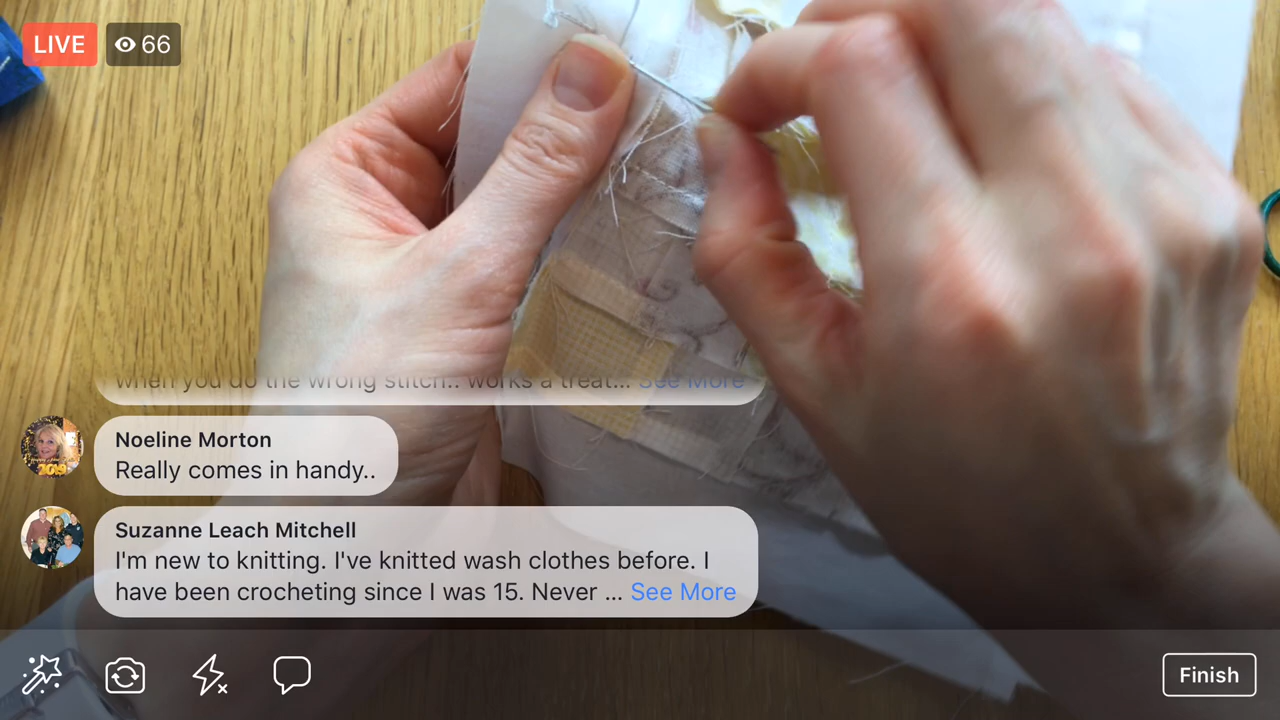 LIVE
66
when you do the wrong stitch.. works a treat... See More
Noeline Morton
Really comes in handy..
Suzanne Leach Mitchell
I'm new to knitting. I've knitted wash clothes before. I
have been crocheting since I was 15. Never ... See More
Finish